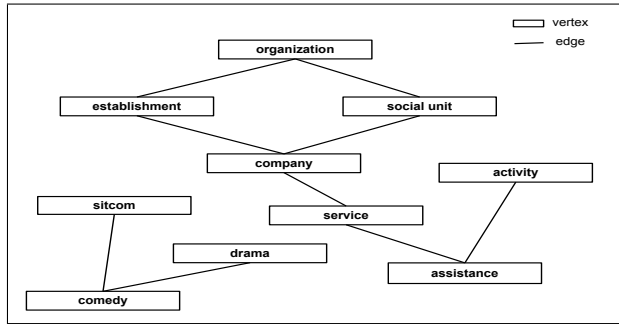 vertex
edge
organization
establishment
social unit
company
activity
sitcom
service
drama
assistance
comedy